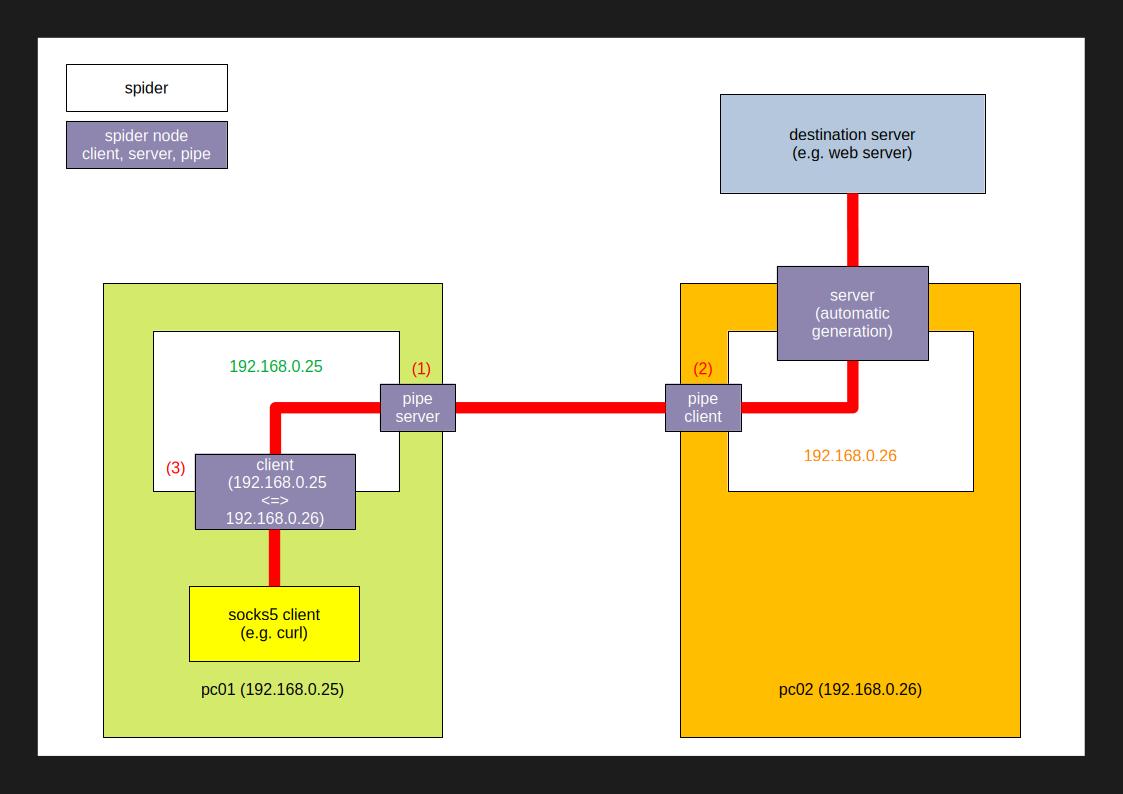 spider
spider node
client, server, pipe
destination server
(e.g. web server)
server
(automatic
generation)
192.168.0.25
(1)
pipe
server
(2)
pipe
client
192.168.0.26
(3)
client
(192.168.0.25
<=>
192.168.0.26)
socks5 client
(e.g. curl)
pc01 (192.168.0.25)
pc02 (192.168.0.26)